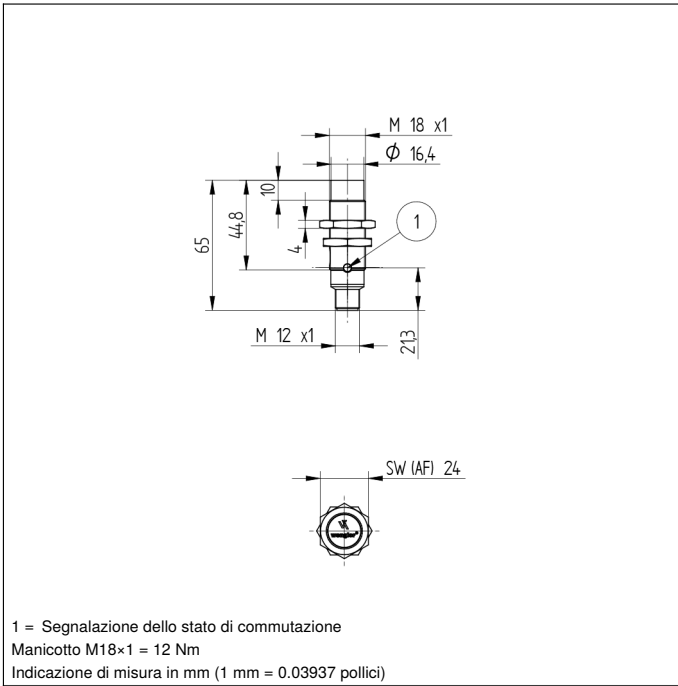 M 18 x1
Φ 16,4
10
44,8
65
4
1
M 12 x1
21,3
SW (AF) 24
wenglor
1 = Segnalazione dello stato di commutazione
Manicotto M18×1 = 12 Nm
Indicazione di misura in mm (1 mm = 0.03937 pollici)